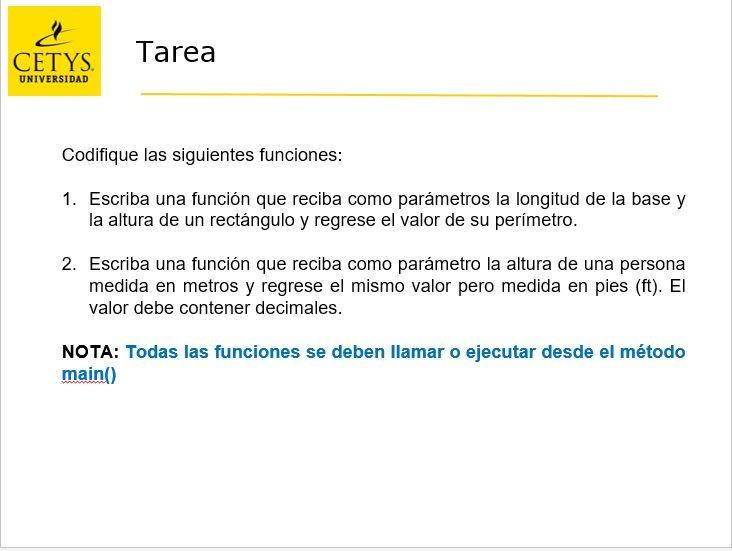 CETYS
UNIVERSIDAD
Tarea
Codifique las siguientes funciones:
1. Escriba una función que reciba como parámetros la longitud de la base y
la altura de un rectángulo y regrese el valor de su perímetro.
2. Escriba una función que reciba como parámetro la altura de una persona
medida en metros y regrese el mismo valor pero medida en pies (ft). El
valor debe contener decimales.
NOTA: Todas las funciones se deben llamar o ejecutar desde el método
main()